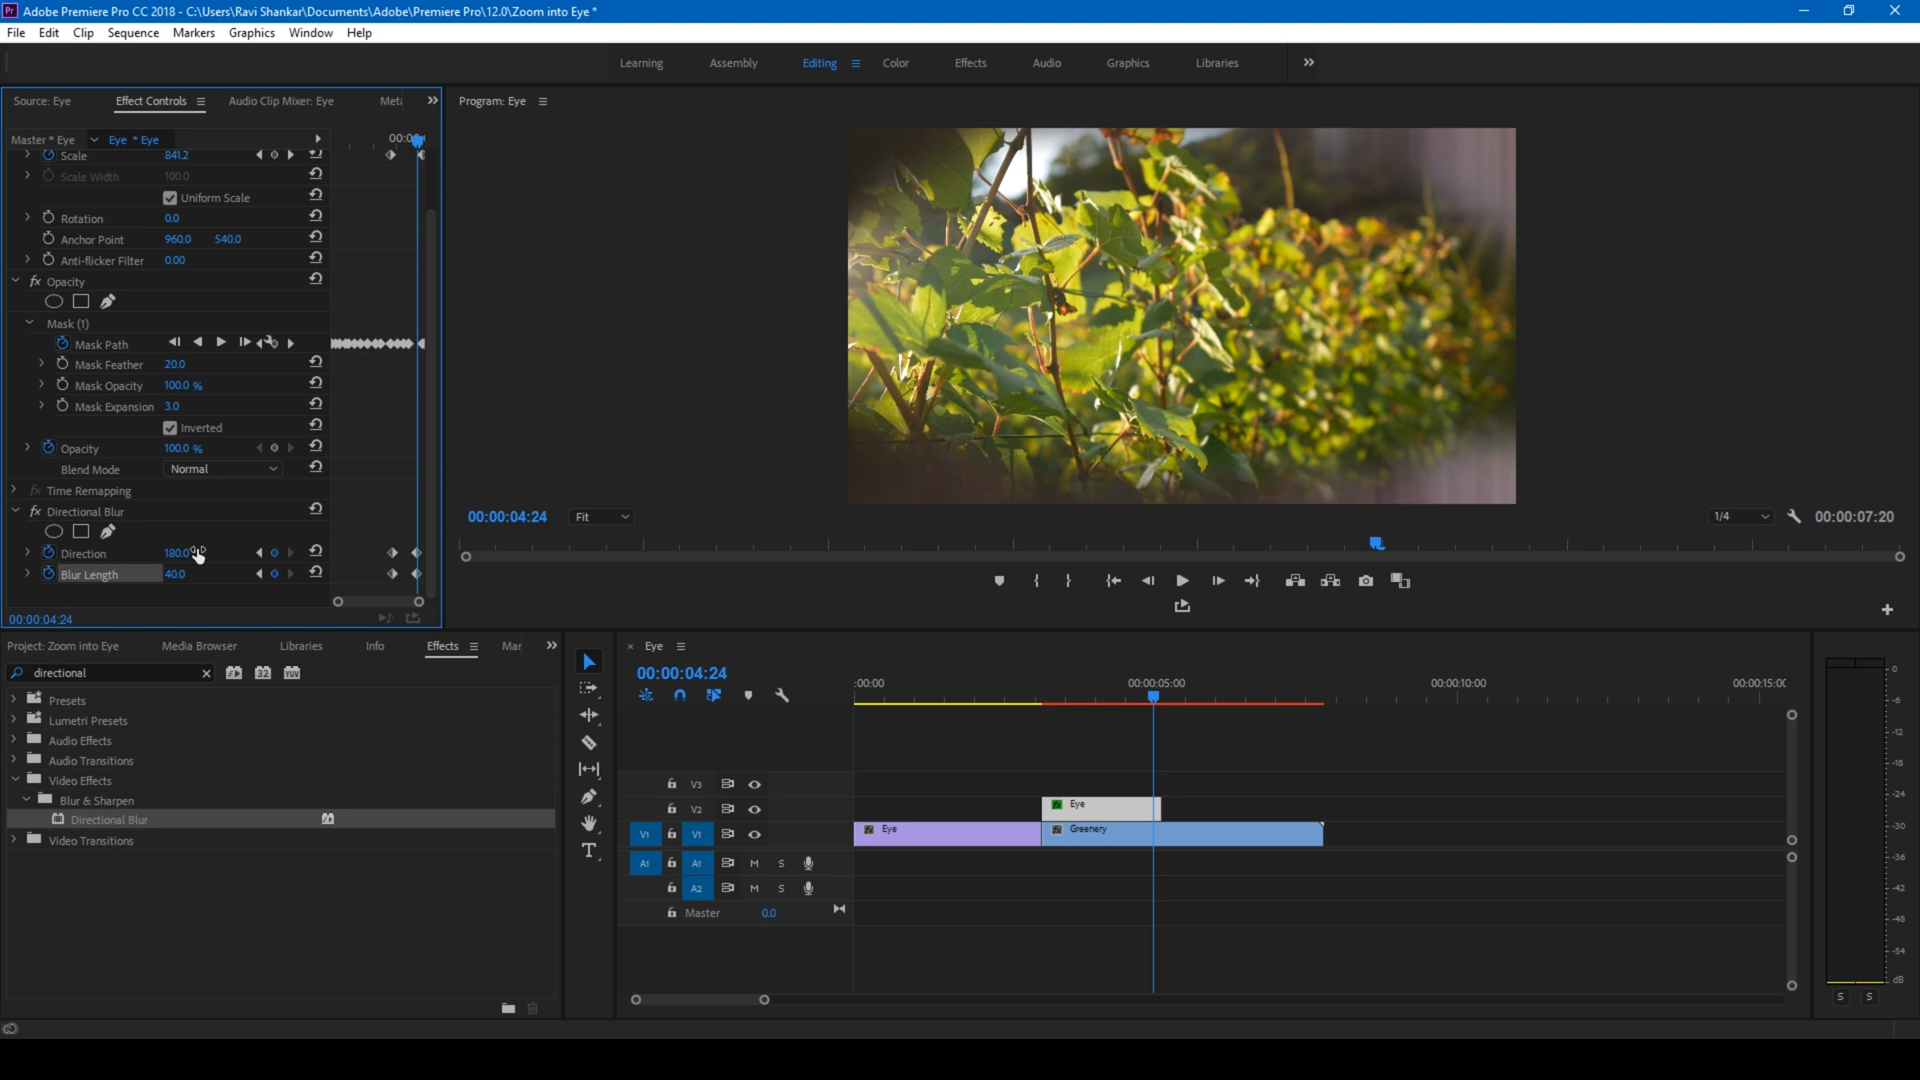 Adobe Premiere Pro CC 2018 - C:\Users\Ravi Shankar\Documents\Adobe\Premiere Pro\12.0\Zoom into Eye *
File Edit Clip Sequence Markers Graphics Window Help
Learning Assembly Editing Color Effects Audio Graphics Libraries
Source: Eye Effect Controls Audio Clip Mixer: Eye
Program: Eye
Master * Eye Eye * Eye
Scale 841.2
Scale Width 100.0
Uniform Scale
Rotation 0.0
Anchor Point 960.0 540.0
Anti-flicker Filter 0.00
fx Opacity
Mask (1)
Mask Path
Mask Feather 20.0
Mask Opacity 100.0 %
Mask Expansion 3.0
Inverted
Opacity 100.0 %
Blend Mode Normal
fx Time Remapping
fx Directional Blur
Direction 180.0
Blur Length 40.0
00:00:04:24
00:00:04:24 Fit 1/4 00:00:07:20
Project: Zoom into Eye Media Browser Libraries Info Effects
directional 32 YUV
Presets
Lumetri Presets
Audio Effects
Audio Transitions
Video Effects
Blur & Sharpen
Directional Blur
Video Transitions
× Eye
00:00:04:24
:00:00 00:00:05:00 00:00:10:00
V3
V2 Eye
V1 V1 Eye Greenery
A1 A1 M S
A2 M S
Master 0.0
0
-6
-12
-18
-24
-30
-36
-42
-48
-54
dB
S S